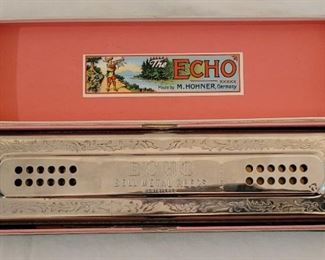 The ECHO
Made by M. HOHNER, Germany
ECHO
BELL METAL REEDS